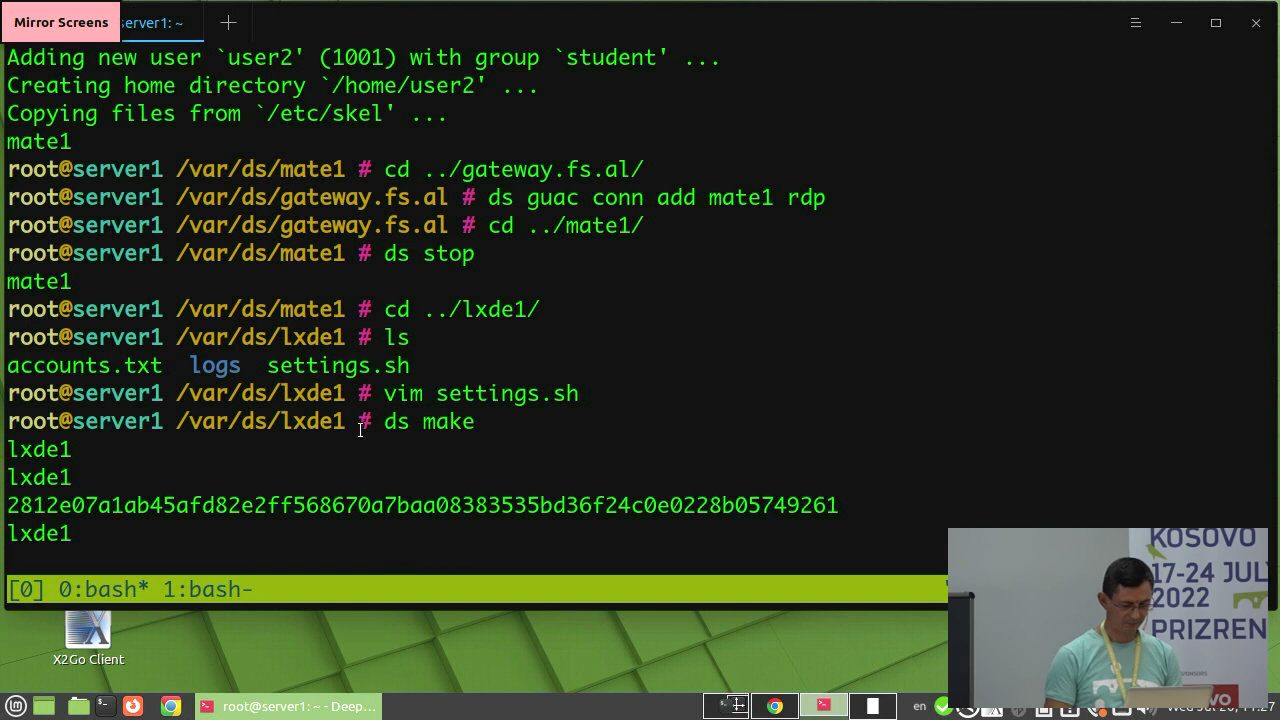 Mirror Screens
server1: ~
Adding new user `user2' (1001) with group `student' ...
Creating home directory `/home/user2' ...
Copying files from `/etc/skel' ...
mate1
root@server1 /var/ds/mate1 # cd ../gateway.fs.al/
root@server1 /var/ds/gateway.fs.al # ds guac conn add mate1 rdp
root@server1 /var/ds/gateway.fs.al # cd ../mate1/
root@server1 /var/ds/mate1 # ds stop
mate1
root@server1 /var/ds/mate1 # cd ../lxde1/
root@server1 /var/ds/lxde1 # ls
accounts.txt logs settings.sh
root@server1 /var/ds/lxde1 # vim settings.sh
root@server1 /var/ds/lxde1 # ds make
lxde1
lxde1
2812e07a1ab45afd82e2ff568670a7baa08383535bd36f24c0e0228b05749261
lxde1
[0] 0:bash* 1:bash-
KOSOVO
17-24 JUL
2022
PRIZREN
X2Go Client
root@server1: ~ - Deep...
en